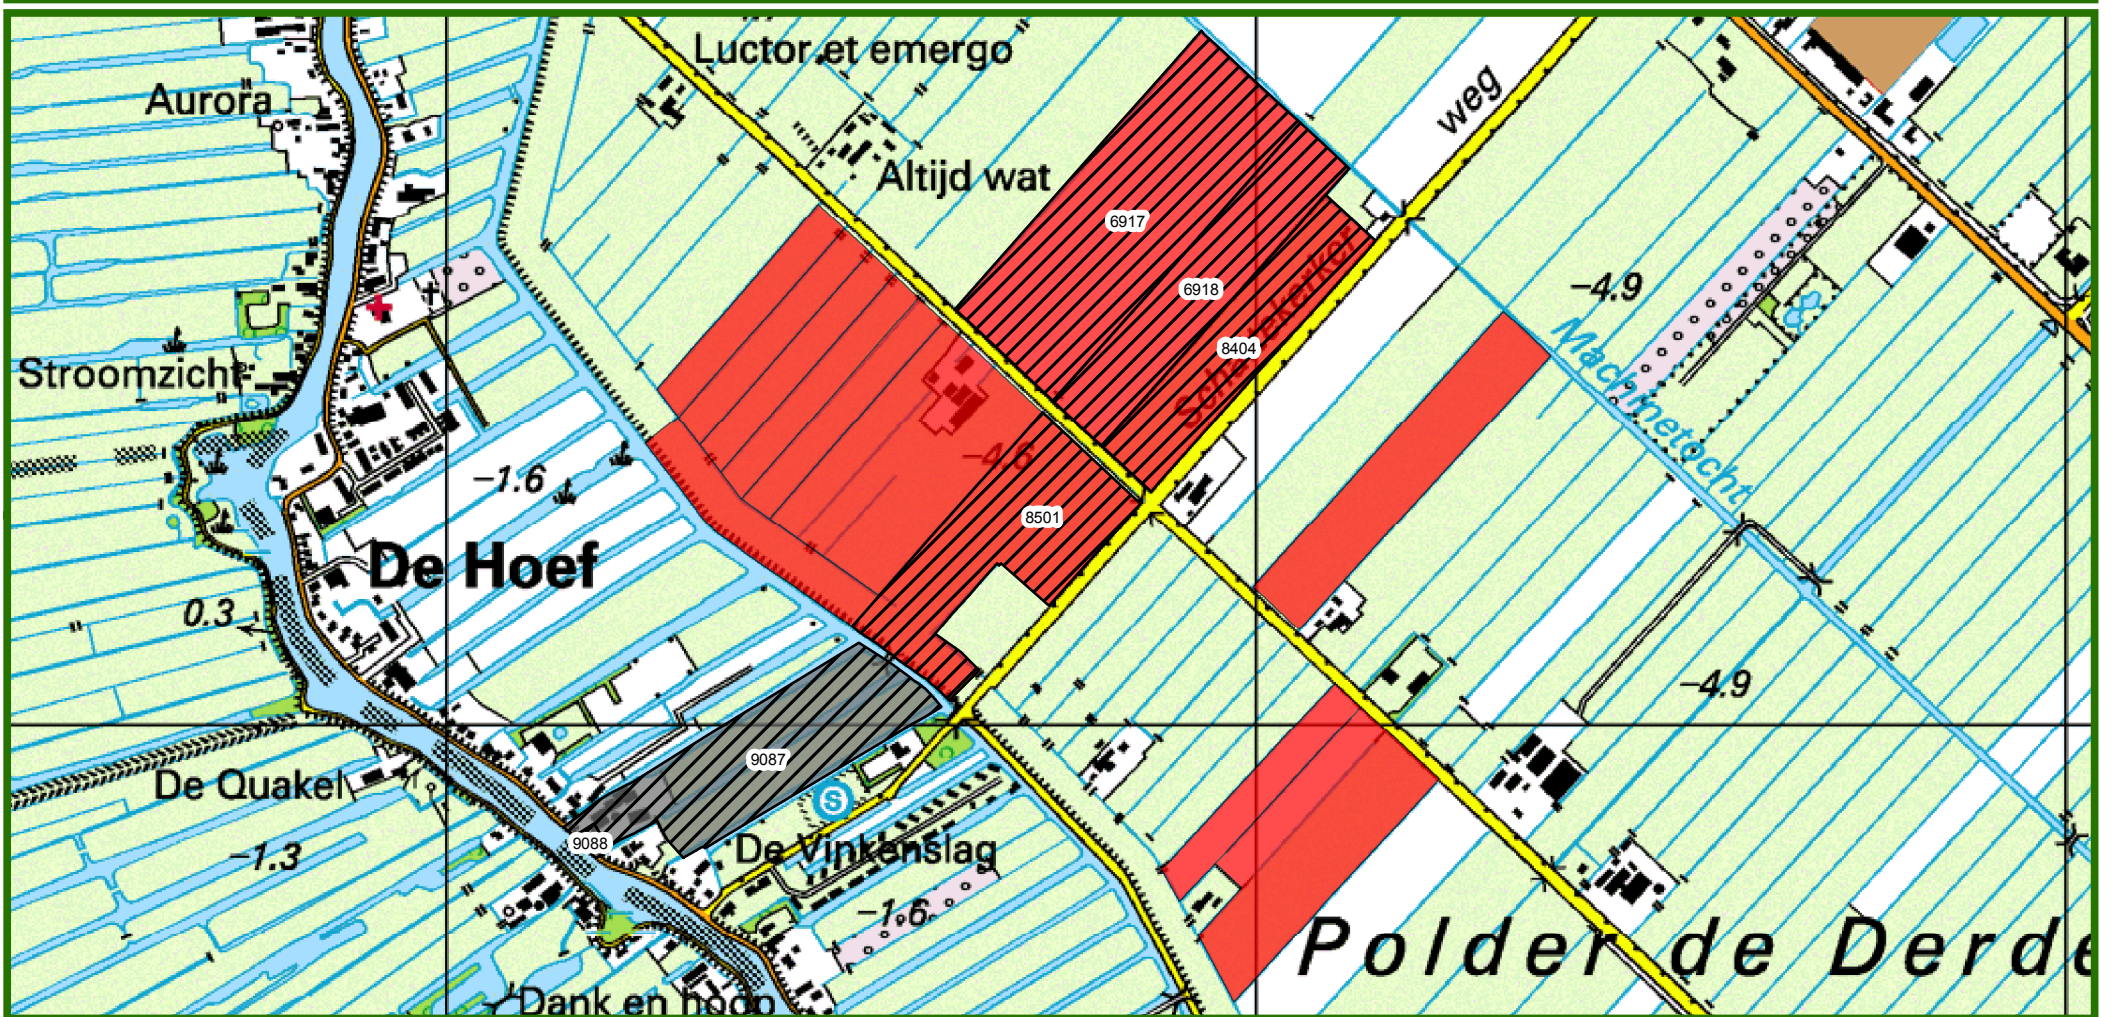 Luctor et emergo
Aurora
weg
Altijd wat
6917
6918
-4.9
8404
Schattekerker
Machinetocht
Stroomzicht
-4.6
-1.6
8501
De Hoef
0.3
-4.9
9087
De Quakel
S
9088
De Vinkenslag
-1.3
-1.6
Polder de Derde
Dank en hoop